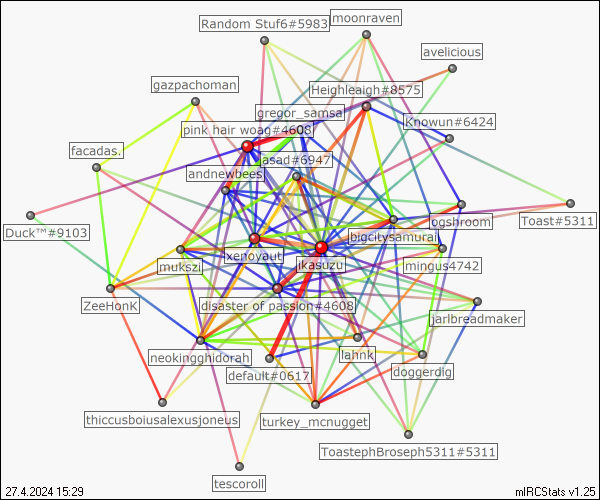 Random Stuf6#5983
moonraven
avelicious
gazpachoman
Heighleaigh#8575
gregor_samsa
Knowun#6424
pink hair woag#4608
facadas.
asad#6947
andnewbees
Duck™#9103
ogshroom
Toast#5311
bigcitysamurai
xenoyaut
mukszi
jkasuzu
mingus4742
ZeeHonK
disaster of passion#4608
jarlbreadmaker
neokingghidorah
lahnk
default#0617
doggerdig
thiccusboiusalexusjoneus
turkey_mcnugget
ToastephBroseph5311#5311
tescoroll
27.4.2024 15:29
mIRCStats v1.25